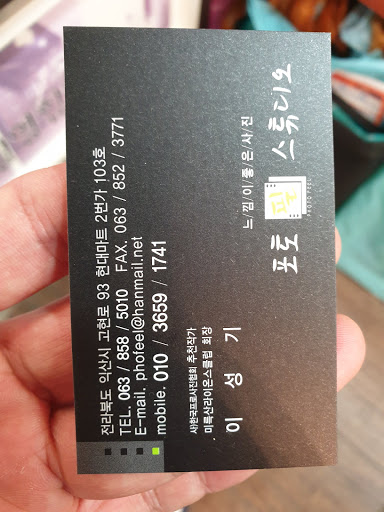 느/낌/이/좋/은/사/진
포토 필 스튜디오
PHOTO FEEL
사)한국프로사진협회 추천작가
미륵산라이온스클럽 회장
이 성 기
전라북도 익산시 고현로 93 현대마트 2번가 103호
TEL. 063 / 858 / 5010 FAX. 063 / 852 / 3771
E-mail. phofeel@hanmail.net
mobile. 010 / 3659 / 1741